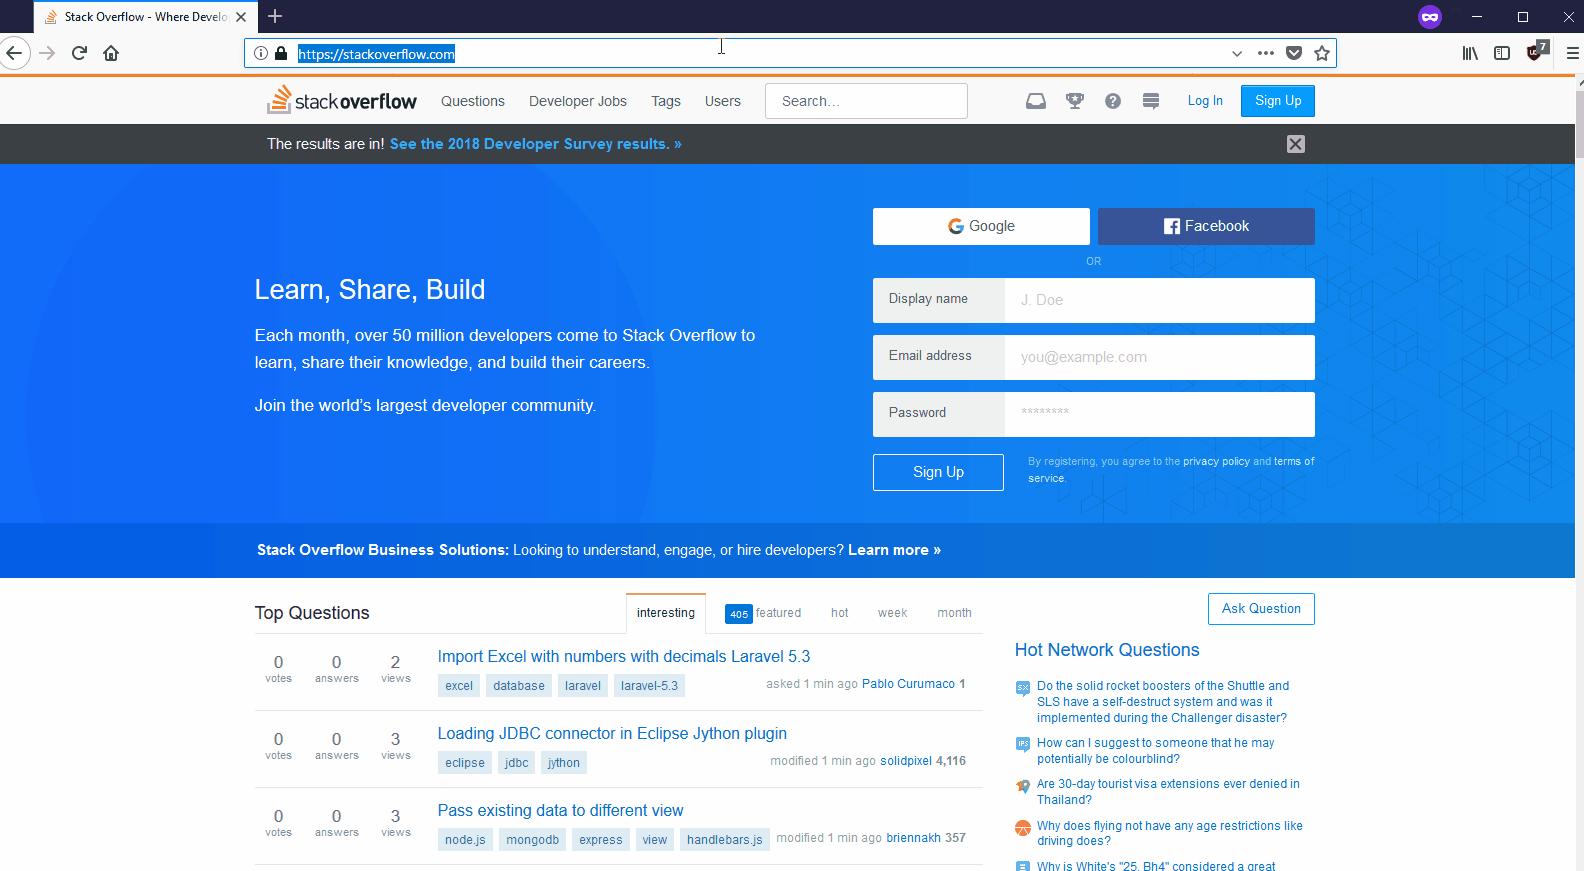 Stack Overflow - Where Develo
https://stackoverflow.com
7
stackoverflow
Questions
Developer Jobs
Tags
Users
Search...
Log In
Sign Up
The results are in! See the 2018 Developer Survey results. »
Google
Facebook
OR
Learn, Share, Build
Each month, over 50 million developers come to Stack Overflow to
learn, share their knowledge, and build their careers.
Join the world's largest developer community.
Display name
J. Doe
Email address
you@example.com
Password
********
Sign Up
By registering, you agree to the privacy policy and terms of
service.
Stack Overflow Business Solutions: Looking to understand, engage, or hire developers? Learn more »
Top Questions
interesting
405 featured
hot
week
month
Ask Question
0 votes
0 answers
2 views
Import Excel with numbers with decimals Laravel 5.3
excel database laravel laravel-5.3
asked 1 min ago Pablo Curumaco 1
0 votes
0 answers
3 views
Loading JDBC connector in Eclipse Jython plugin
eclipse jdbc jython
modified 1 min ago solidpixel 4,116
0 votes
0 answers
3 views
Pass existing data to different view
node.js mongodb express view handlebars.js
modified 1 min ago briennakh 357
Hot Network Questions
Do the solid rocket boosters of the Shuttle and
SLS have a self-destruct system and was it
implemented during the Challenger disaster?
How can I suggest to someone that he may
potentially be colourblind?
Are 30-day tourist visa extensions ever denied in
Thailand?
Why does flying not have any age restrictions like
driving does?
Why is White's "25. Bh4" considered a great